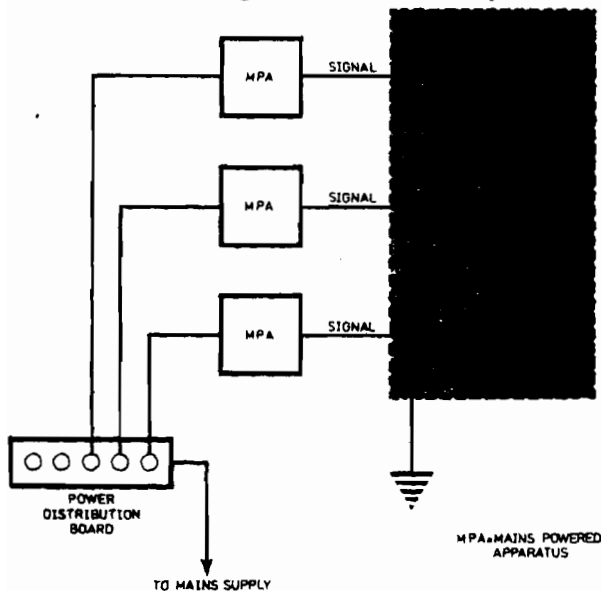 MPA
SIGNAL
MPA
SIGNAL
MPA
SIGNAL
POWER
DISTRIBUTION
BOARD
TO MAINS SUPPLY
MPA=MAINS POWERED
APPARATUS